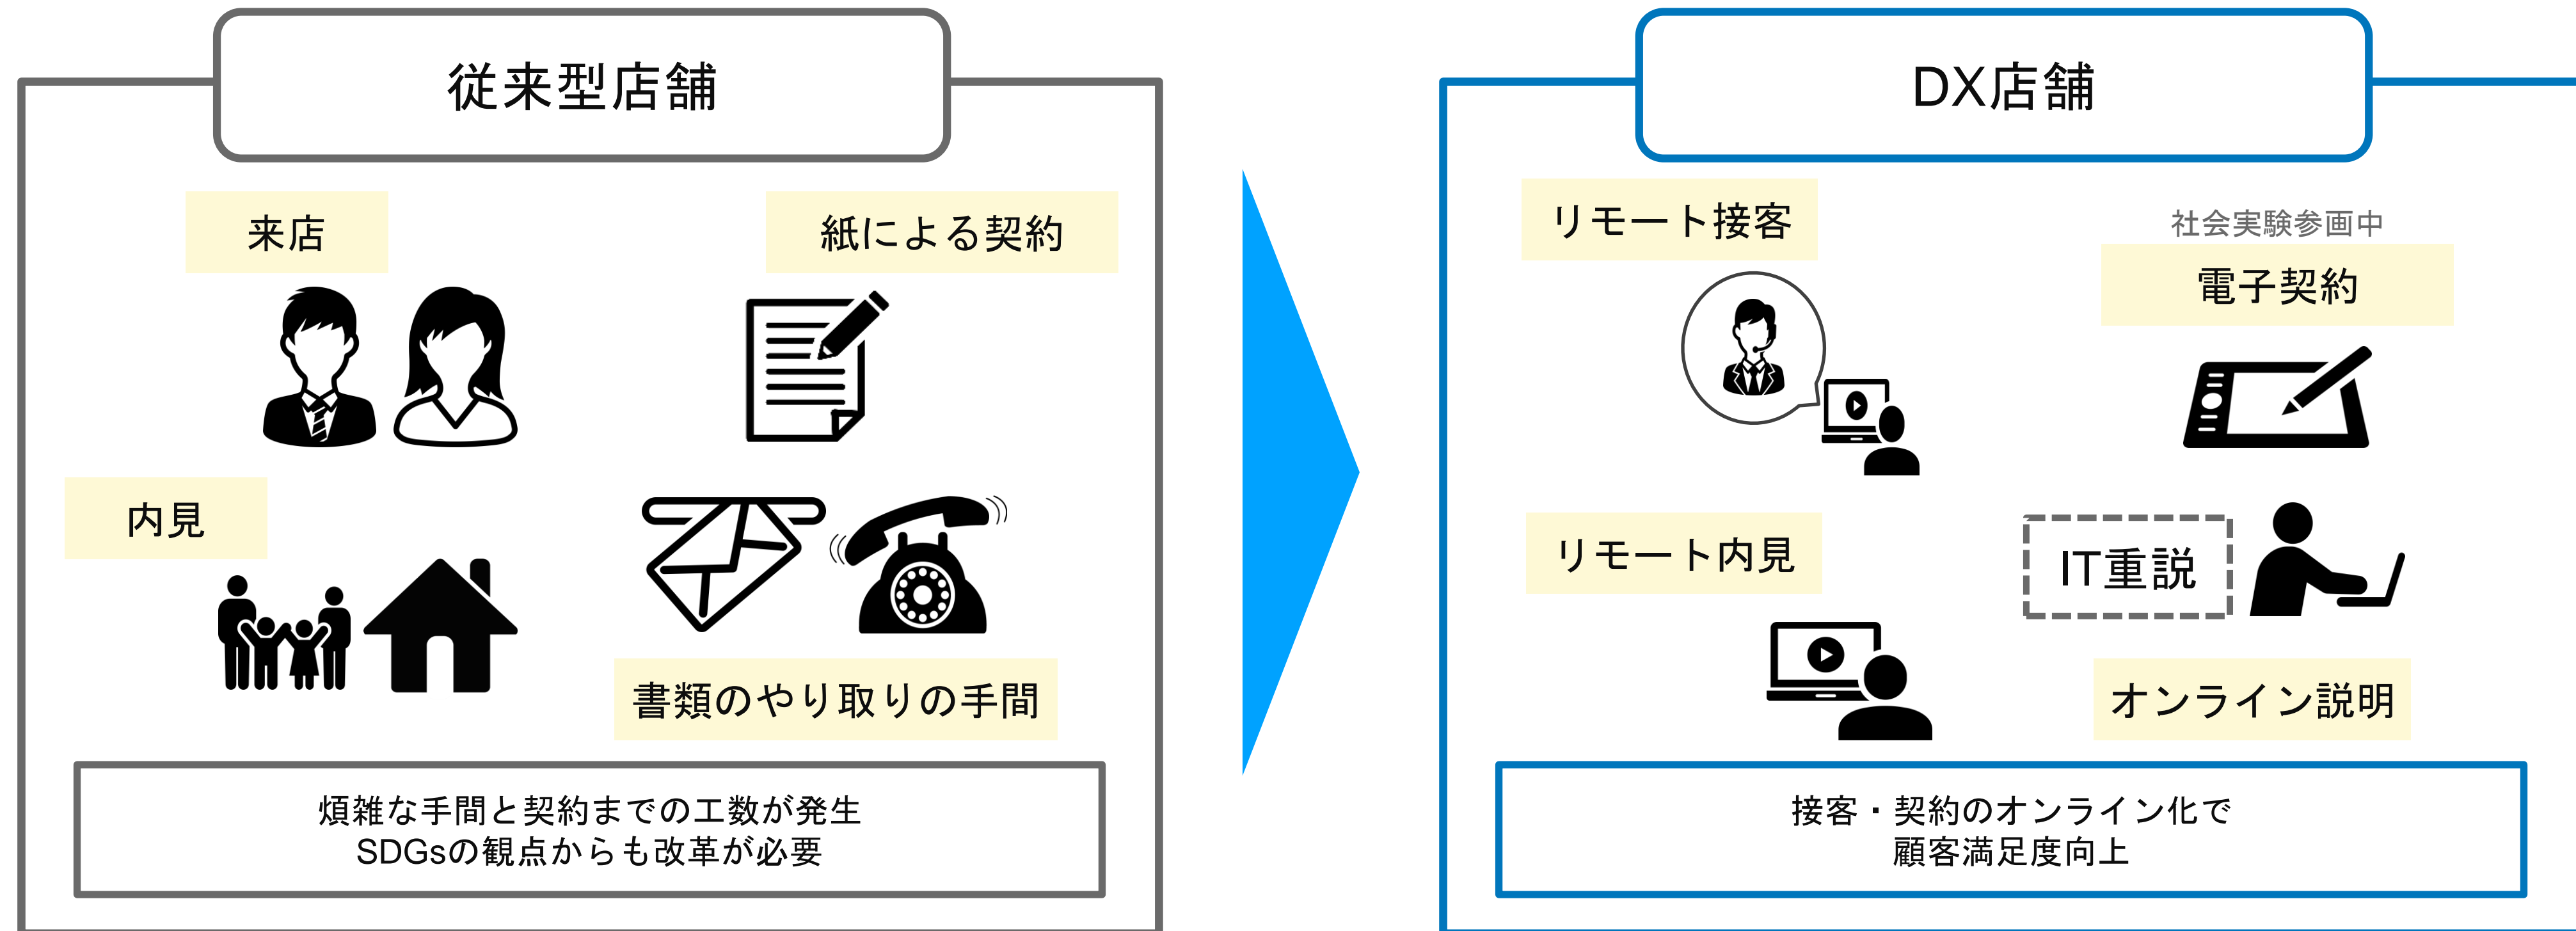 従来型店舗
来店
紙による契約
内見
書類のやり取りの手間
煩雑な手間と契約までの工数が発生
SDGsの観点からも改革が必要
DX店舗
リモート接客
社会実験参画中
電子契約
リモート内見
IT重説
オンライン説明
接客・契約のオンライン化で
顧客満足度向上